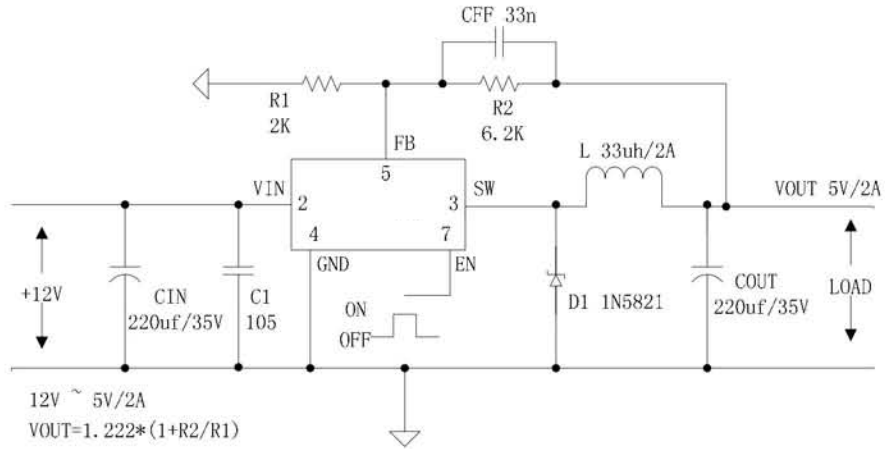 CFF 33n
R1
2K
R2
6.2K
FB
5
L 33uh/2A
VIN
2
3
SW
VOUT 5V/2A
4
7
GND
EN
+12V
CIN
220uf/35V
C1
105
ON
OFF
D1 1N5821
COUT
220uf/35V
LOAD
12V ~ 5V/2A
VOUT=1.222*(1+R2/R1)